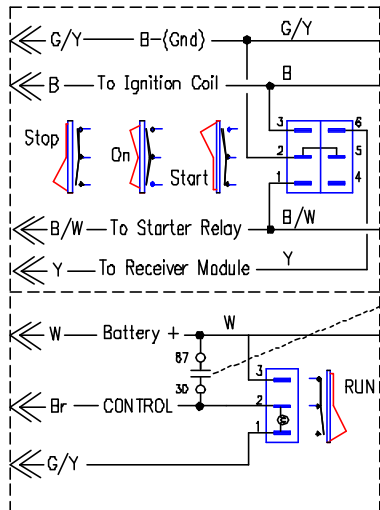 G/Y B-(Gnd) G/Y
B To Ignition Coil B
Stop On Start
3 6
2 5
1 4
B/W To Starter Relay B/W
Y To Receiver Module Y
W Battery + W
87
30
3
2
1
RUN
Br CONTROL
G/Y